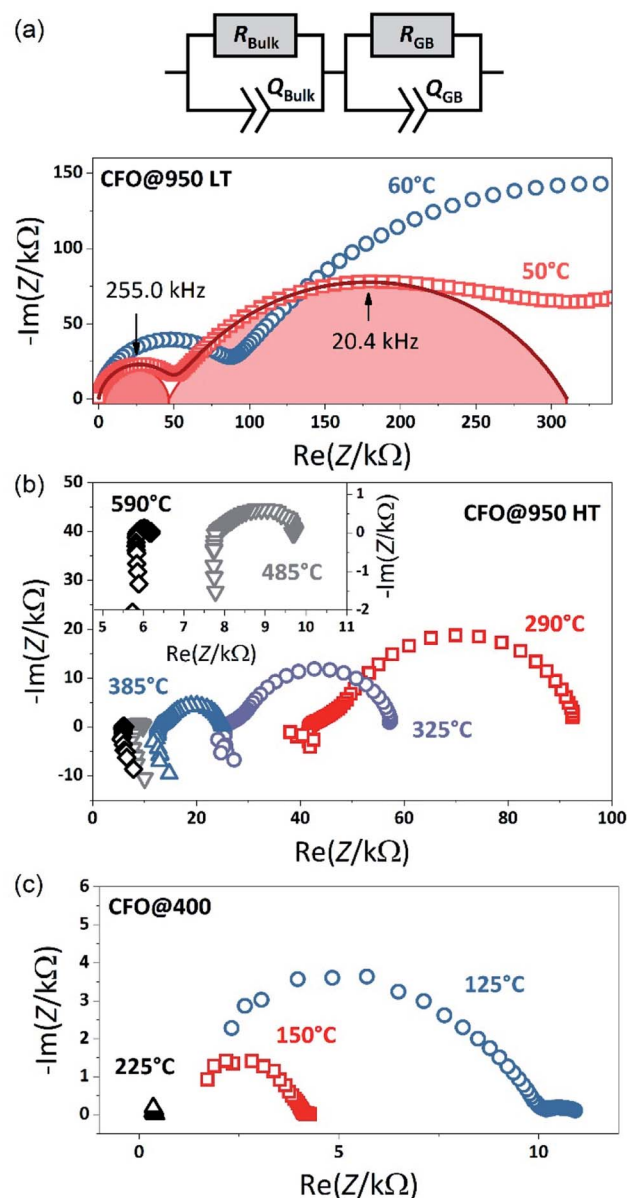 (a)
R_Bulk R_GB
Q_Bulk Q_GB
CFO@950 LT
60°C
50°C
255.0 kHz
20.4 kHz
150
100
50
0
-Im(Z/kΩ)
0 50 100 150 200 250 300
Re(Z/kΩ)
(b)
CFO@950 HT
590°C
485°C
1
0
-1
-2
-Im(Z/kΩ)
5 6 7 8 9 10 11
Re(Z/kΩ)
50
40
30
20
10
0
-10
-Im(Z/kΩ)
385°C
325°C
290°C
0 20 40 60 80 100
Re(Z/kΩ)
(c)
CFO@400
225°C
150°C
125°C
6
5
4
3
2
1
0
-Im(Z/kΩ)
0 5 10
Re(Z/kΩ)